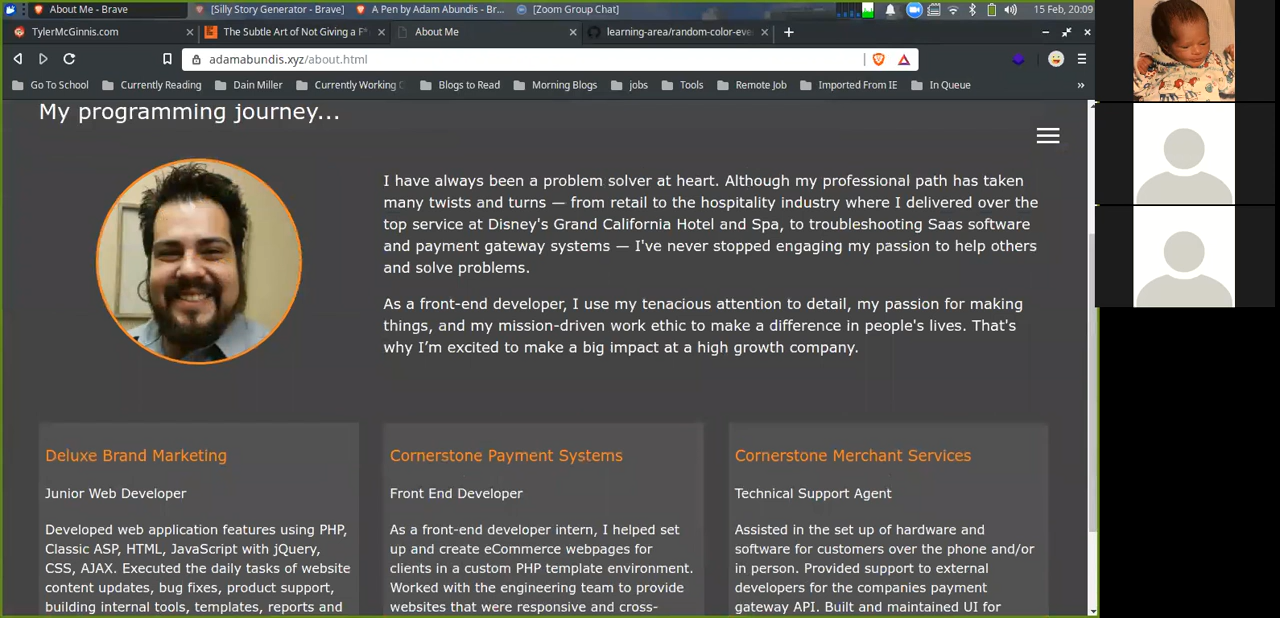 About Me - Brave
[Silly Story Generator - Brave]
A Pen by Adam Abundis - Br...
[Zoom Group Chat]
15 Feb, 20:09
TylerMcGinnis.com
The Subtle Art of Not Giving a F*
About Me
learning-area/random-color-eve
adamabundis.xyz/about.html
Go To School
Currently Reading
Dain Miller
Currently Working
Blogs to Read
Morning Blogs
jobs
Tools
Remote Job
Imported From IE
In Queue
»
My programming journey...
I have always been a problem solver at heart. Although my professional path has taken
many twists and turns — from retail to the hospitality industry where I delivered over the
top service at Disney's Grand California Hotel and Spa, to troubleshooting Saas software
and payment gateway systems — I've never stopped engaging my passion to help others
and solve problems.
As a front-end developer, I use my tenacious attention to detail, my passion for making
things, and my mission-driven work ethic to make a difference in people's lives. That's
why I’m excited to make a big impact at a high growth company.
Deluxe Brand Marketing
Junior Web Developer
Developed web application features using PHP,
Classic ASP, HTML, JavaScript with jQuery,
CSS, AJAX. Executed the daily tasks of website
content updates, bug fixes, product support,
building internal tools, templates, reports and
Cornerstone Payment Systems
Front End Developer
As a front-end developer intern, I helped set
up and create eCommerce webpages for
clients in a custom PHP template environment.
Worked with the engineering team to provide
websites that were responsive and cross-
Cornerstone Merchant Services
Technical Support Agent
Assisted in the set up of hardware and
software for customers over the phone and/or
in person. Provided support to external
developers for the companies payment
gateway API. Built and maintained UI for